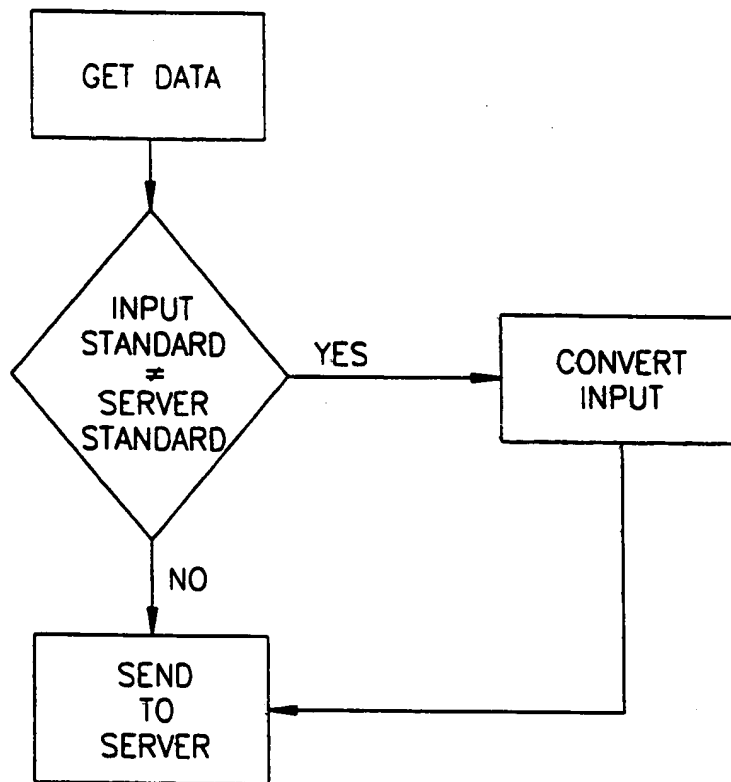 GET DATA
INPUT
STANDARD
≠
SERVER
STANDARD
YES
CONVERT
INPUT
NO
SEND
TO
SERVER